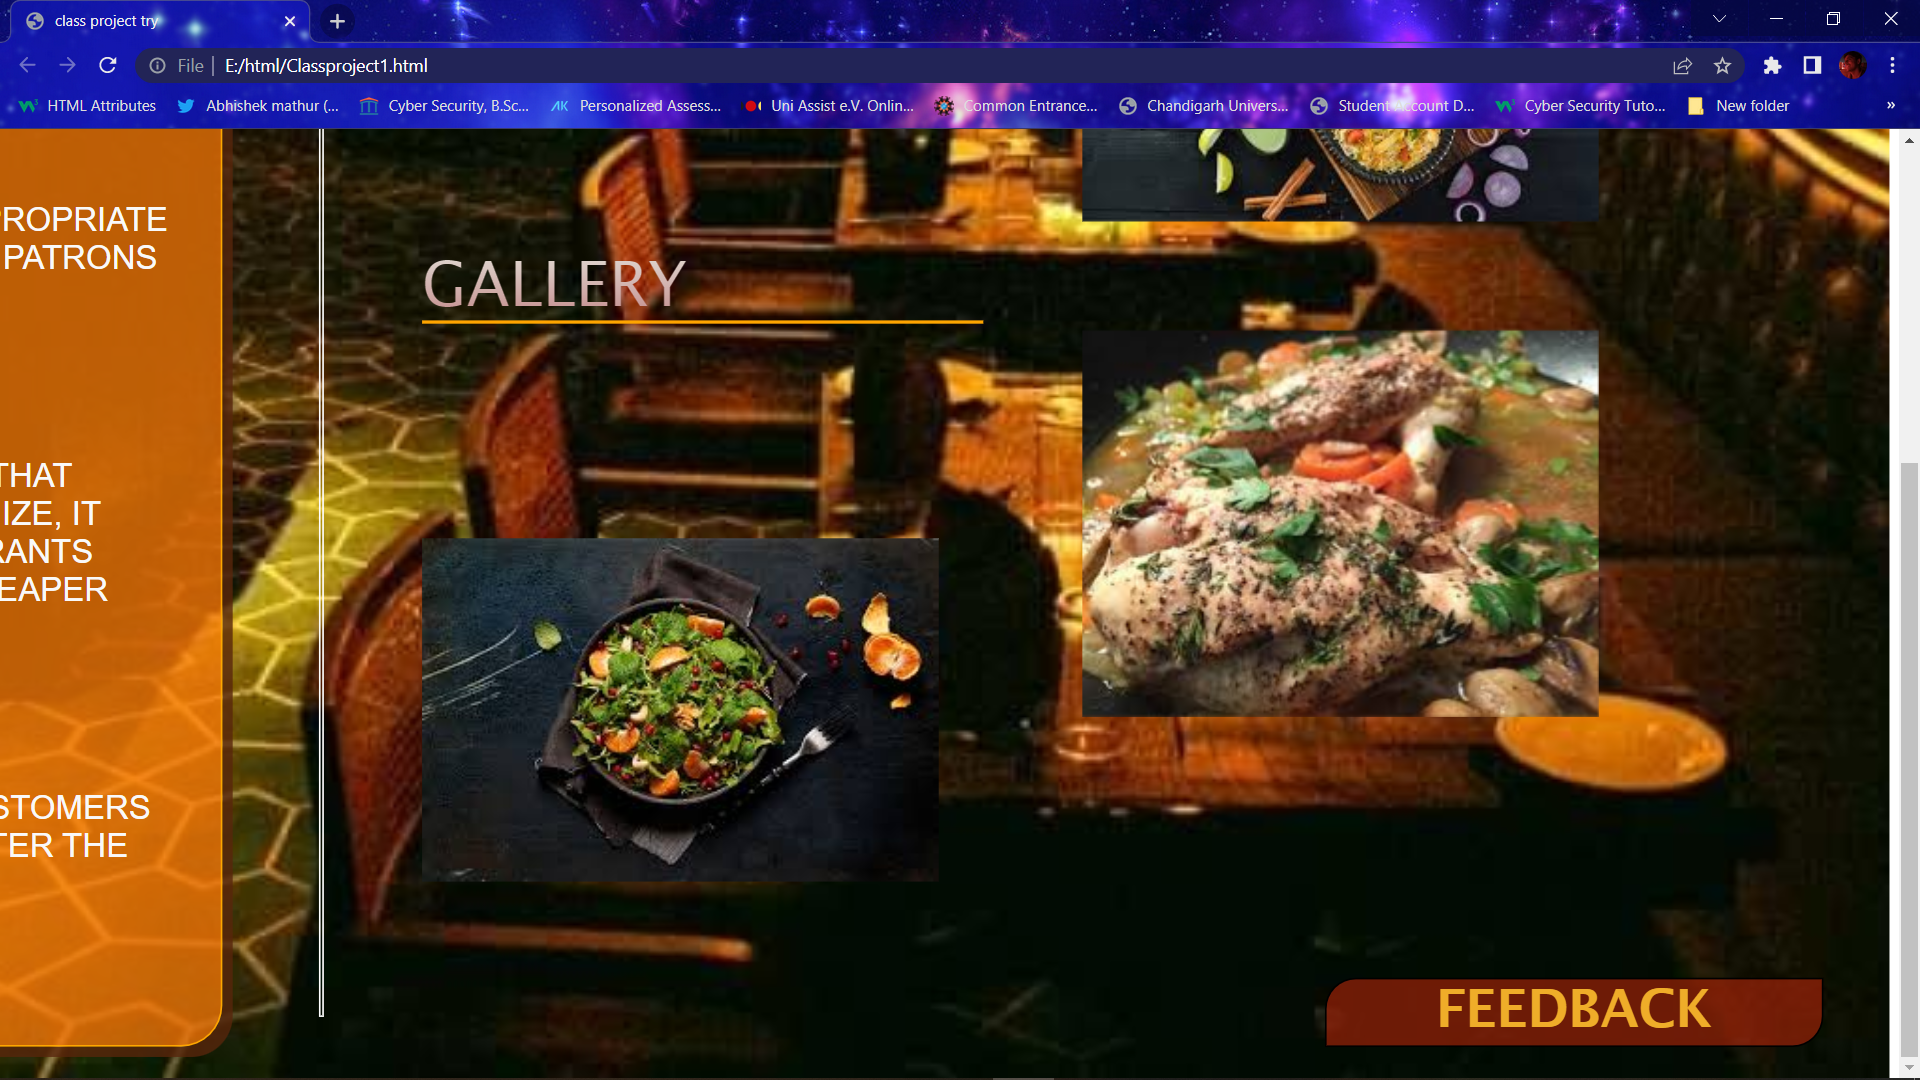 class project try
File
E:/html/Classproject1.html
HTML Attributes
Abhishek mathur (...
Cyber Security, B.Sc...
Personalized Assess...
Uni Assist e.V. Onlin...
Common Entrance...
Chandigarh Univers...
Student Account D...
Cyber Security Tuto...
New folder
»
ROPRIATE
PATRONS
THAT
IZE, IT
RANTS
EAPER
STOMERS
TER THE
GALLERY
FEEDBACK